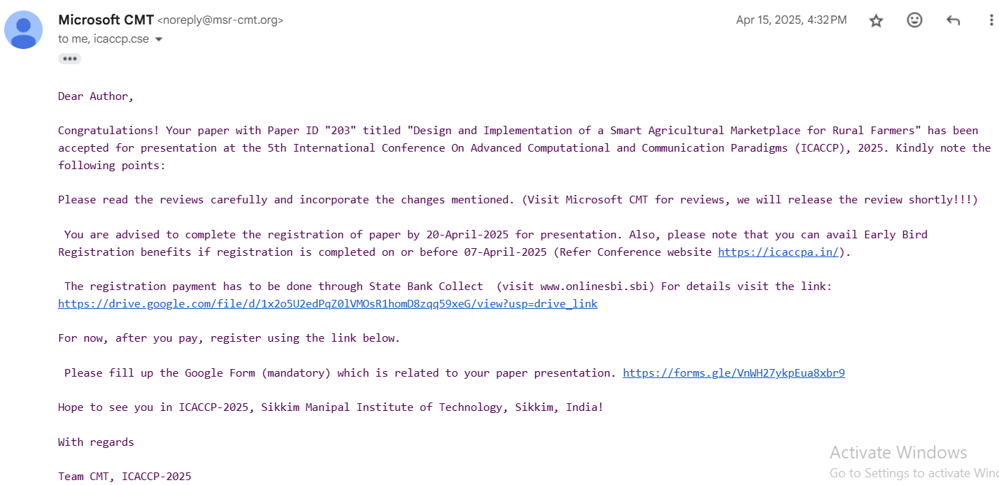 Microsoft CMT <noreply@msr-cmt.org>
Apr 15, 2025, 4:32 PM
to me, icaccp.cse
Dear Author,
Congratulations! Your paper with Paper ID "203" titled "Design and Implementation of a Smart Agricultural Marketplace for Rural Farmers" has been
accepted for presentation at the 5th International Conference On Advanced Computational and Communication Paradigms (ICACCP), 2025. Kindly note the
following points:
Please read the reviews carefully and incorporate the changes mentioned. (Visit Microsoft CMT for reviews, we will release the review shortly!!!)
You are advised to complete the registration of paper by 20-April-2025 for presentation. Also, please note that you can avail Early Bird
Registration benefits if registration is completed on or before 07-April-2025 (Refer Conference website https://icaccpa.in/).
The registration payment has to be done through State Bank Collect  (visit www.onlinesbi.sbi) For details visit the link:
https://drive.google.com/file/d/1x2o5U2edPqZ0lVMOsR1homD8zqq59xeG/view?usp=drive_link
For now, after you pay, register using the link below.
Please fill up the Google Form (mandatory) which is related to your paper presentation. https://forms.gle/VnWH27ykpEua8xbr9
Hope to see you in ICACCP-2025, Sikkim Manipal Institute of Technology, Sikkim, India!
With regards
Team CMT, ICACCP-2025
Activate Windows
Go to Settings to activate Win